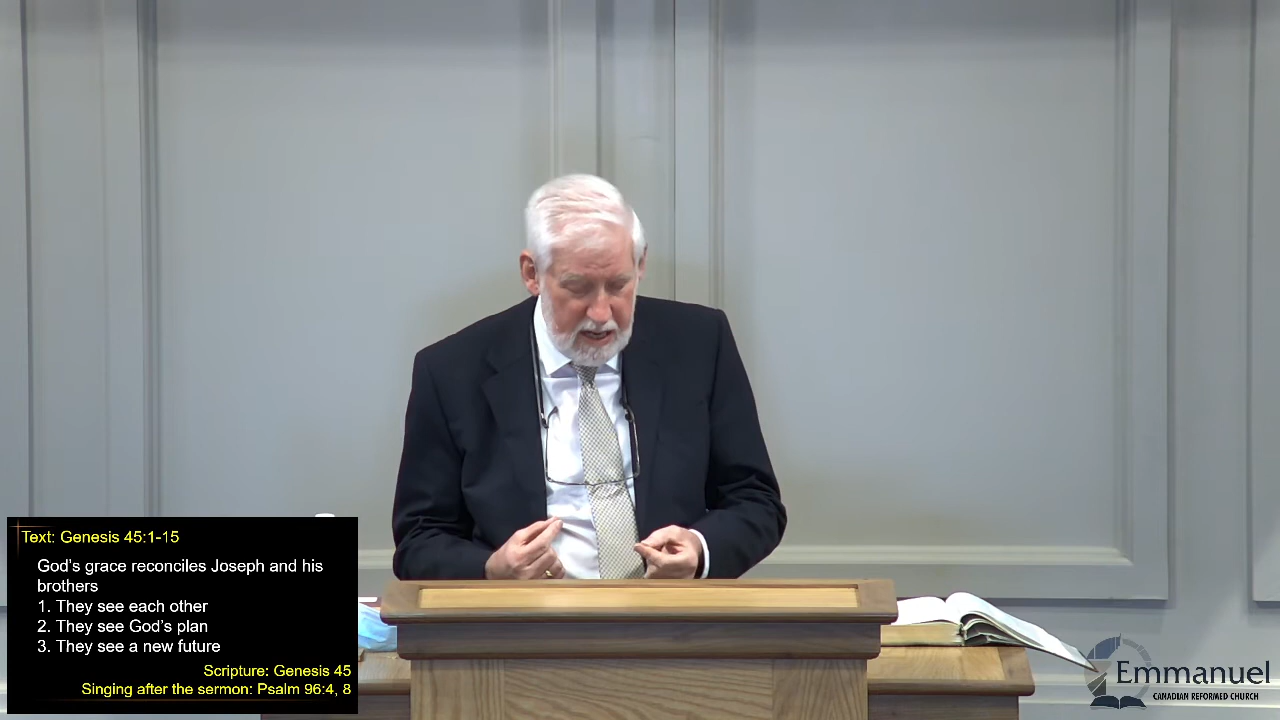 Text: Genesis 45:1-15
God's grace reconciles Joseph and his
brothers
1. They see each other
2. They see God's plan
3. They see a new future
Scripture: Genesis 45
Singing after the sermon: Psalm 96:4, 8
Emmanuel
CANADIAN REFORMED CHURCH